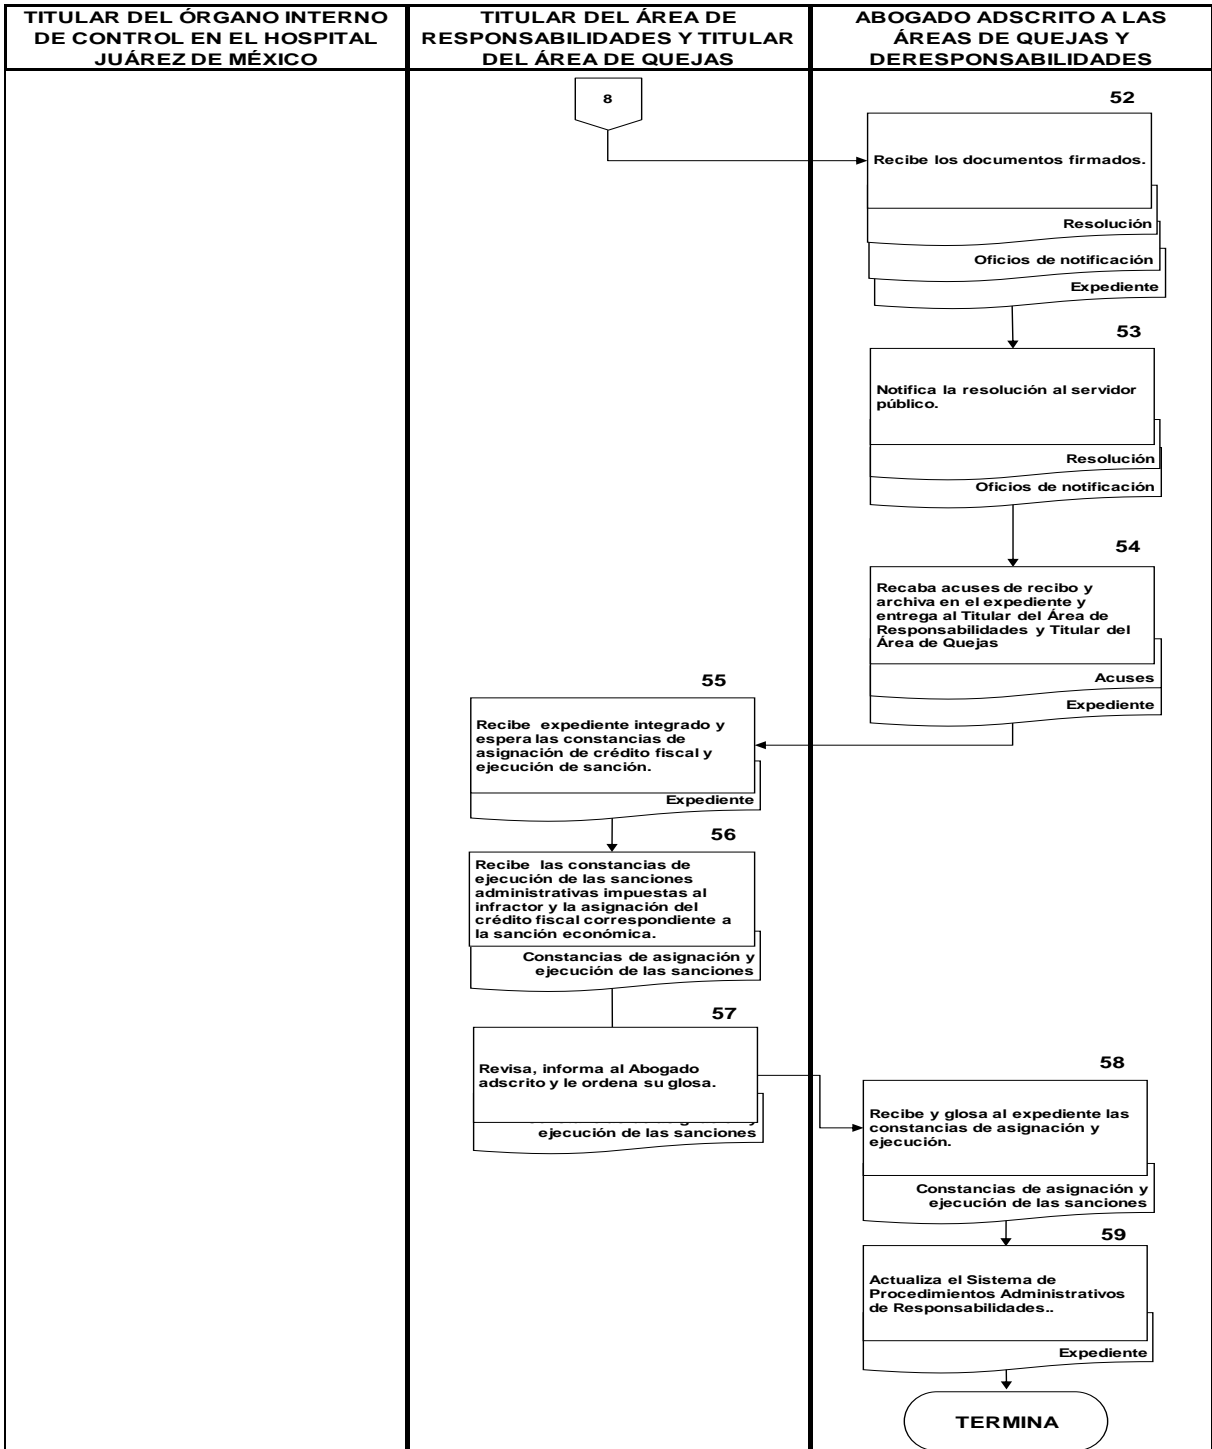 TITULAR DEL ÓRGANO INTERNO
DE CONTROL EN EL HOSPITAL
JUÁREZ DE MÉXICO
TITULAR DEL ÁREA DE
RESPONSABILIDADES Y TITULAR
DEL ÁREA DE QUEJAS
ABOGADO ADSCRITO A LAS
ÁREAS DE QUEJAS Y
DERESPONSABILIDADES
8
52
Recibe los documentos firmados.
Resolución
Oficios de notificación
Expediente
53
Notifica la resolución al servidor
público.
Resolución
Oficios de notificación
54
Recaba acuses de recibo y
archiva en el expediente y
entrega al Titular del Área de
Responsabilidades y Titular del
Área de Quejas
Acuses
Expediente
55
Recibe expediente integrado y
espera las constancias de
asignación de crédito fiscal y
ejecución de sanción.
Expediente
56
Recibe las constancias de
ejecución de las sanciones
administrativas impuestas al
infractor y la asignación del
crédito fiscal correspondiente a
la sanción económica.
Constancias de asignación y
ejecución de las sanciones
57
Revisa, informa al Abogado
adscrito y le ordena su glosa.
ejecución de las sanciones
58
Recibe y glosa al expediente las
constancias de asignación y
ejecución.
Constancias de asignación y
ejecución de las sanciones
59
Actualiza el Sistema de
Procedimientos Administrativos
de Responsabilidades..
Expediente
TERMINA